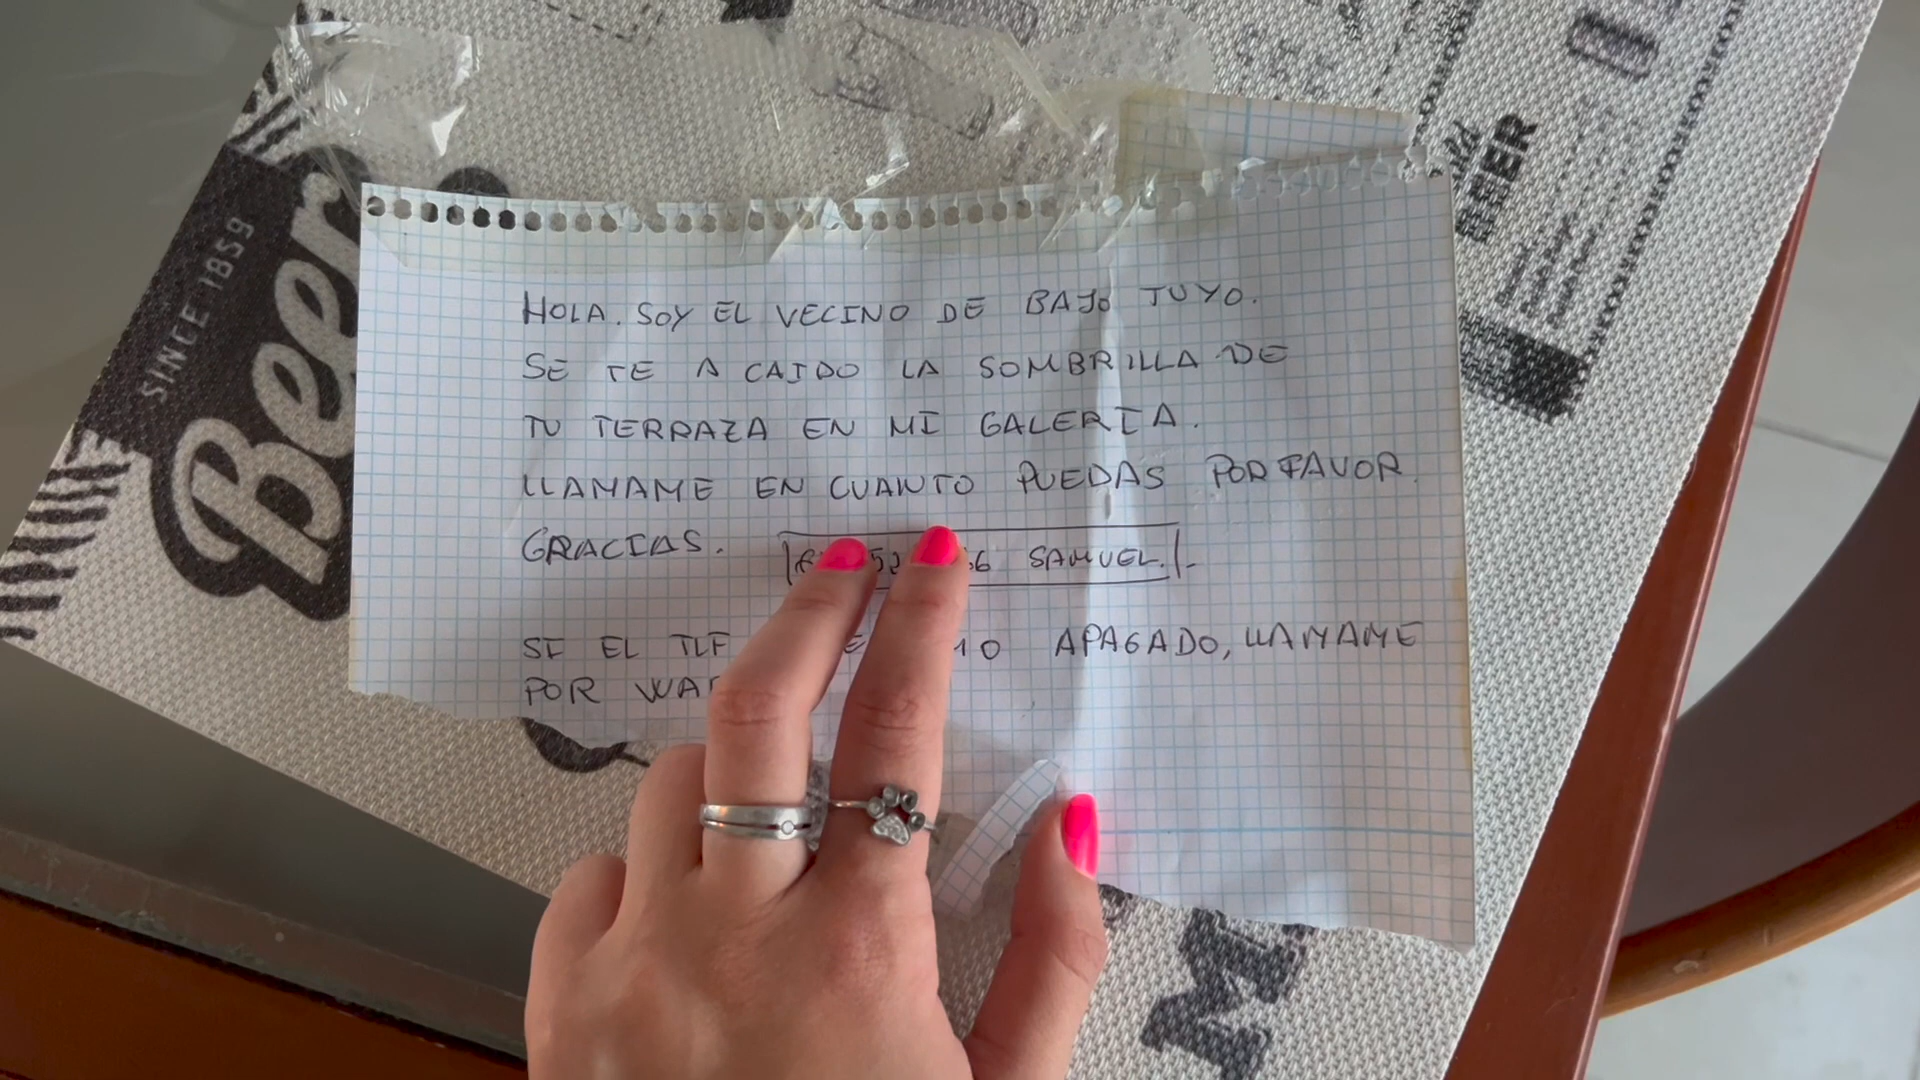 HOLA. SOY EL VECINO DE BAJO TUYO.
SE TE A CAIDO LA SOMBRILLA DE
TU TERRAZA EN MI GALERIA.
LLAMAME EN CUANTO PUEDAS POR FAVOR.
GRACIAS. SAMUEL.
SI EL TLF APAGADO, LLAMAME
POR
SINCE 1859
Beer
BEER